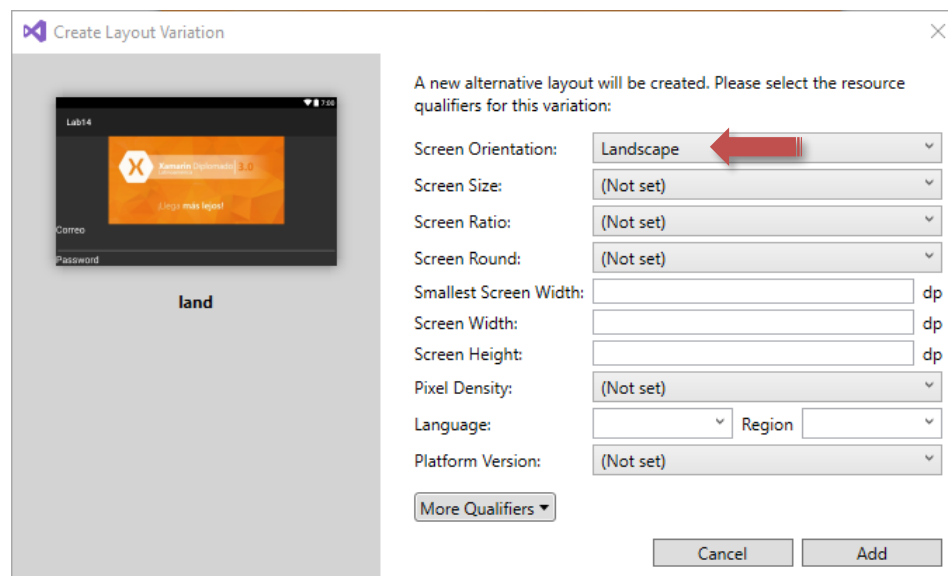 Create Layout Variation
7:00
Lab14
Xamarin Diplomado 3.0
Latinoamérica
¡Llega más lejos!
Correo
Password
land
A new alternative layout will be created. Please select the resource
qualifiers for this variation:
Screen Orientation: Landscape
Screen Size: (Not set)
Screen Ratio: (Not set)
Screen Round: (Not set)
Smallest Screen Width: dp
Screen Width: dp
Screen Height: dp
Pixel Density: (Not set)
Language: Region
Platform Version: (Not set)
More Qualifiers
Cancel Add